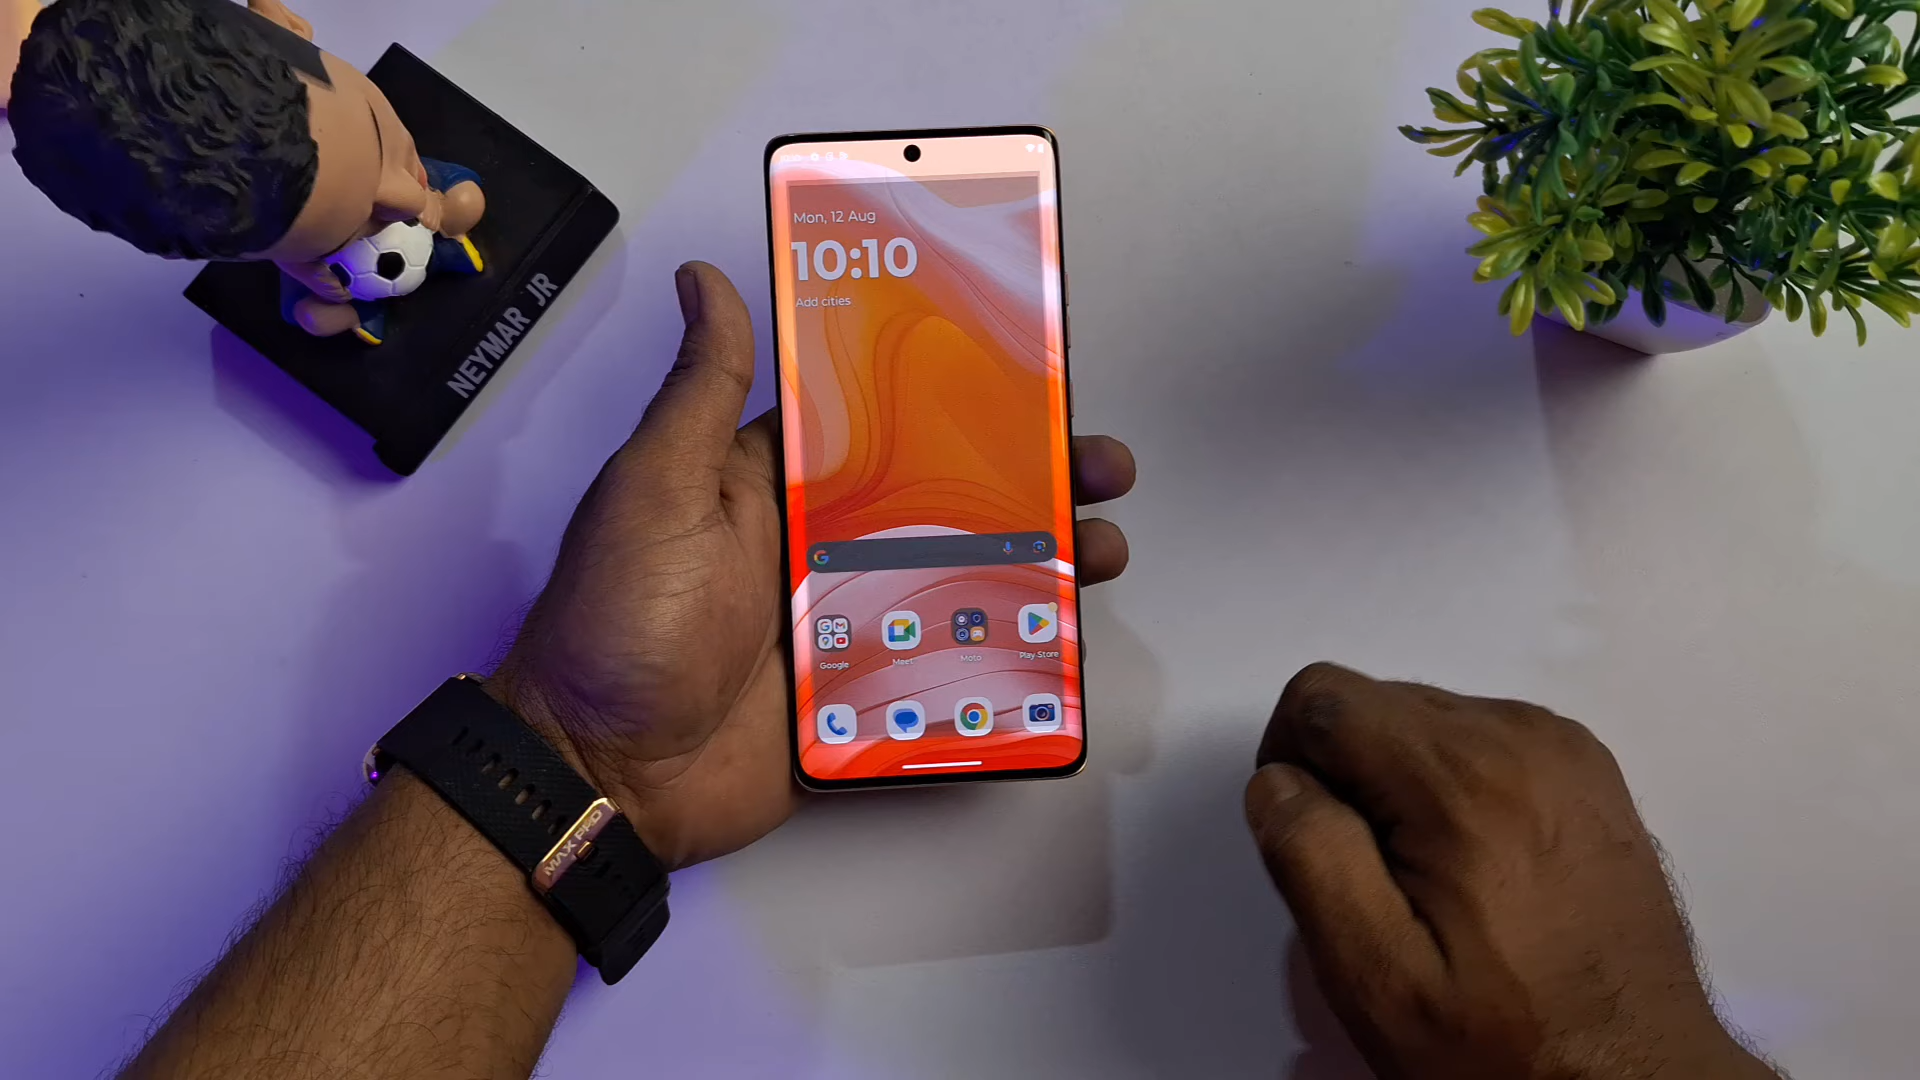 NEYMAR JR
Mon, 12 Aug
10:10
Add cities
Google
Meet
Moto
Play Store
MAX PRO